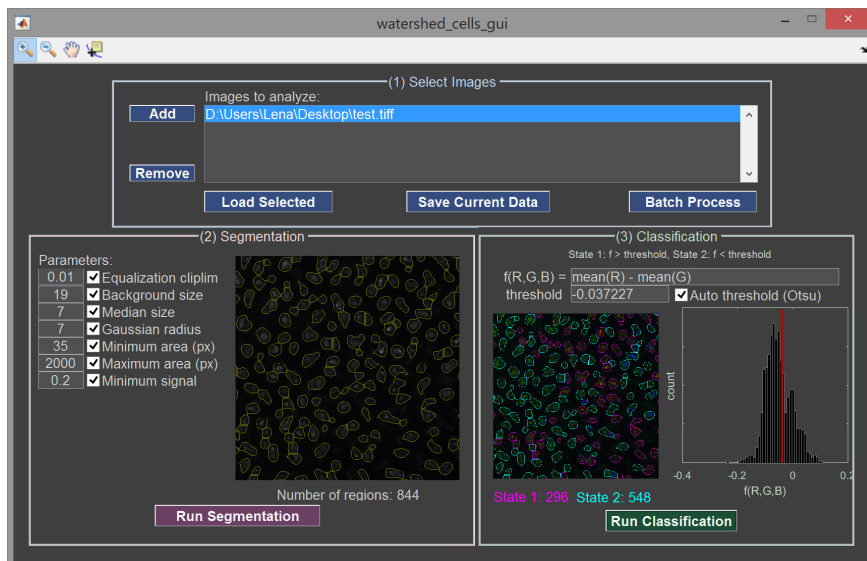 watershed_cells_gui
(1) Select Images
Images to analyze:
Add
D:\Users\Lena\Desktop\test.tiff
Remove
Load Selected
Save Current Data
Batch Process
(2) Segmentation
Parameters:
0.01 Equalization cliplim
19 Background size
7 Median size
7 Gaussian radius
35 Minimum area (px)
2000 Maximum area (px)
0.2 Minimum signal
Number of regions: 844
Run Segmentation
(3) Classification
State 1: f > threshold, State 2: f < threshold
f(R,G,B) = mean(R) - mean(G)
threshold -0.037227 Auto threshold (Otsu)
count
-0.4 -0.2 0 0.2
f(R,G,B)
State 1: 296 State 2: 548
Run Classification